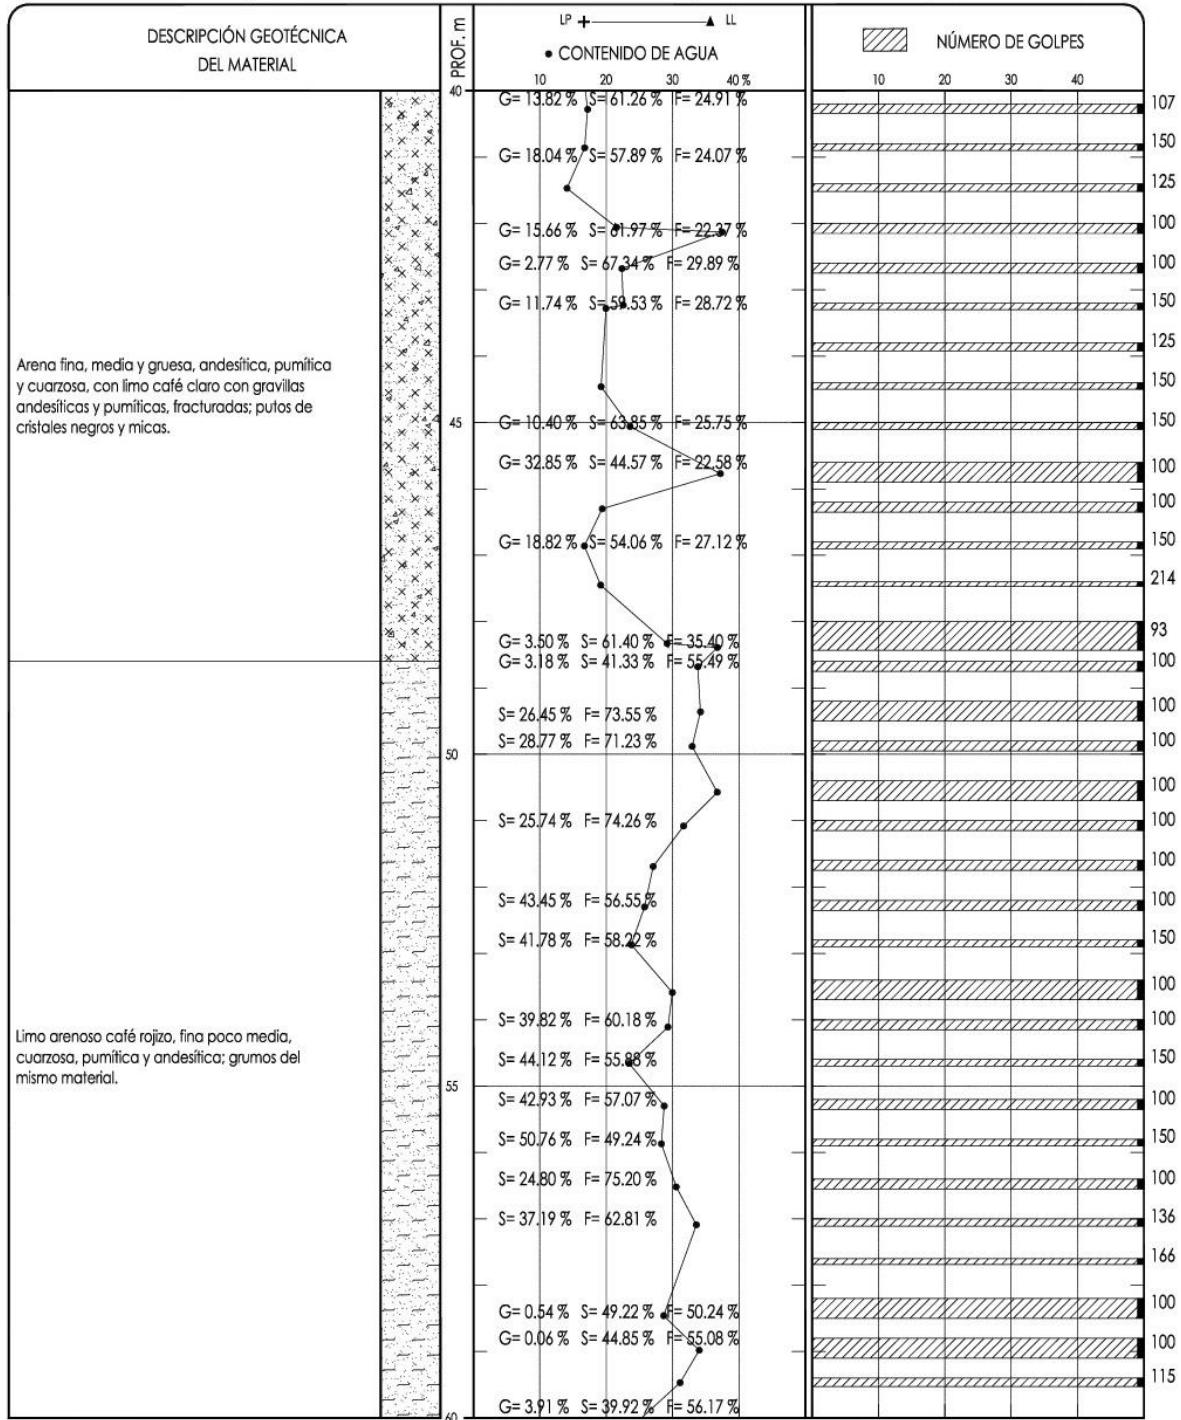 DESCRIPCIÓN GEOTÉCNICA
DEL MATERIAL
PROF. m
LP LL
CONTENIDO DE AGUA
10 20 30 40 %
NÚMERO DE GOLPES
10 20 30 40
40
G= 13.82 % S= 61.26 % F= 24.91 %
107
150
G= 18.04 % S= 57.89 % F= 24.07 %
125
100
G= 15.66 % S= 61.97 % F= 22.37 %
G= 2.77 % S= 67.34 % F= 29.89 %
100
G= 11.74 % S= 59.53 % F= 28.72 %
150
125
Arena fina, media y gruesa, andesítica, pumítica
y cuarzosa, con limo café claro con gravillas
andesíticas y pumíticas, fracturadas; putos de
cristales negros y micas.
150
45
G= 10.40 % S= 63.85 % F= 25.75 %
150
G= 32.85 % S= 44.57 % F= 22.58 %
100
100
G= 18.82 % S= 54.06 % F= 27.12 %
150
214
93
G= 3.50 % S= 61.40 % F= 35.40 %
G= 3.18 % S= 41.33 % F= 55.49 %
100
S= 26.45 % F= 73.55 %
100
S= 28.77 % F= 71.23 %
100
50
100
S= 25.74 % F= 74.26 %
100
100
S= 43.45 % F= 56.55 %
100
S= 41.78 % F= 58.22 %
150
100
S= 39.82 % F= 60.18 %
100
Limo arenoso café rojizo, fina poco media,
cuarzosa, pumítica y andesítica; grumos del
mismo material.
S= 44.12 % F= 55.88 %
150
55
S= 42.93 % F= 57.07 %
100
S= 50.76 % F= 49.24 %
150
S= 24.80 % F= 75.20 %
100
S= 37.19 % F= 62.81 %
136
166
100
G= 0.54 % S= 49.22 % F= 50.24 %
G= 0.06 % S= 44.85 % F= 55.08 %
100
115
G= 3.91 % S= 39.92 % F= 56.17 %
60